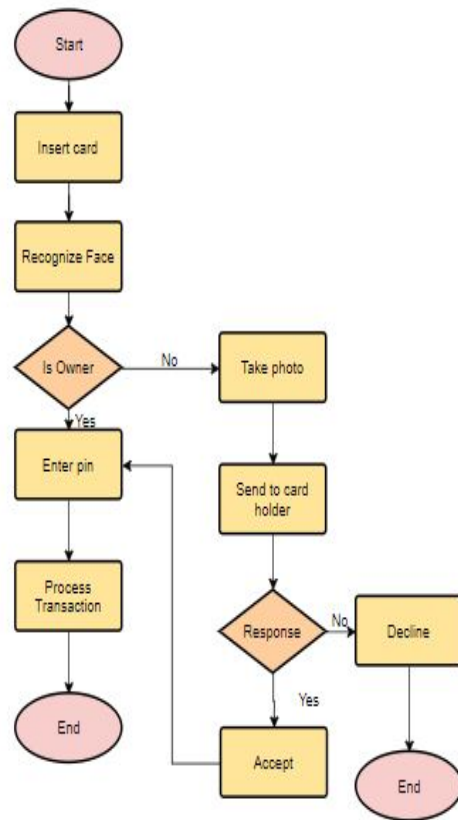 Start
Insert card
Recognize Face
Is Owner
No
Take photo
Yes
Enter pin
Send to card
holder
Process
Transaction
Response
No
Decline
Yes
End
Accept
End